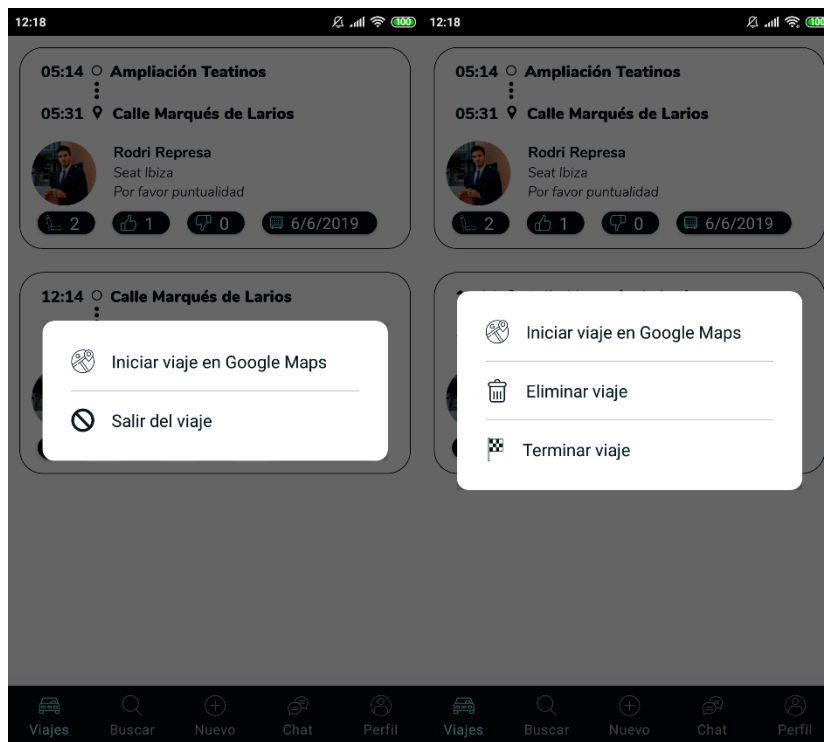 12:18
100
05:14 Ampliación Teatinos
05:31 Calle Marqués de Larios
Rodri Represa
Seat Ibiza
Por favor puntualidad
2 1 0 6/6/2019
12:14 Calle Marqués de Larios
Iniciar viaje en Google Maps
Salir del viaje
Viajes Buscar Nuevo Chat Perfil
12:18
100
05:14 Ampliación Teatinos
05:31 Calle Marqués de Larios
Rodri Represa
Seat Ibiza
Por favor puntualidad
2 1 0 6/6/2019
Iniciar viaje en Google Maps
Eliminar viaje
Terminar viaje
Viajes Buscar Nuevo Chat Perfil